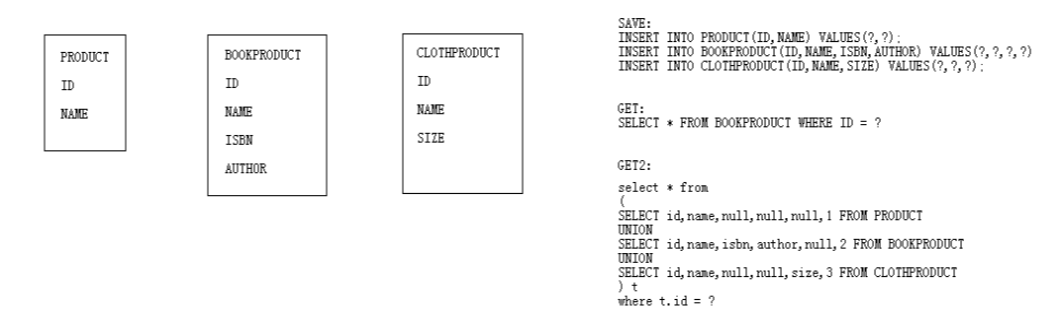 PRODUCT
ID
NAME
BOOKPRODUCT
ID
NAME
ISBN
AUTHOR
CLOTHPRODUCT
ID
NAME
SIZE
SAVE:
INSERT INTO PRODUCT(ID,NAME) VALUES(?,?);
INSERT INTO BOOKPRODUCT(ID,NAME,ISBN,AUTHOR) VALUES(?,?,?,?)
INSERT INTO CLOTHPRODUCT(ID,NAME,SIZE) VALUES(?,?,?);
GET:
SELECT * FROM BOOKPRODUCT WHERE ID = ?
GET2:
select * from
(
SELECT id,name,null,null,null,1 FROM PRODUCT
UNION
SELECT id,name,isbn,author,null,2 FROM BOOKPRODUCT
UNION
SELECT id,name,null,null,size,3 FROM CLOTHPRODUCT
) t
where t.id = ?